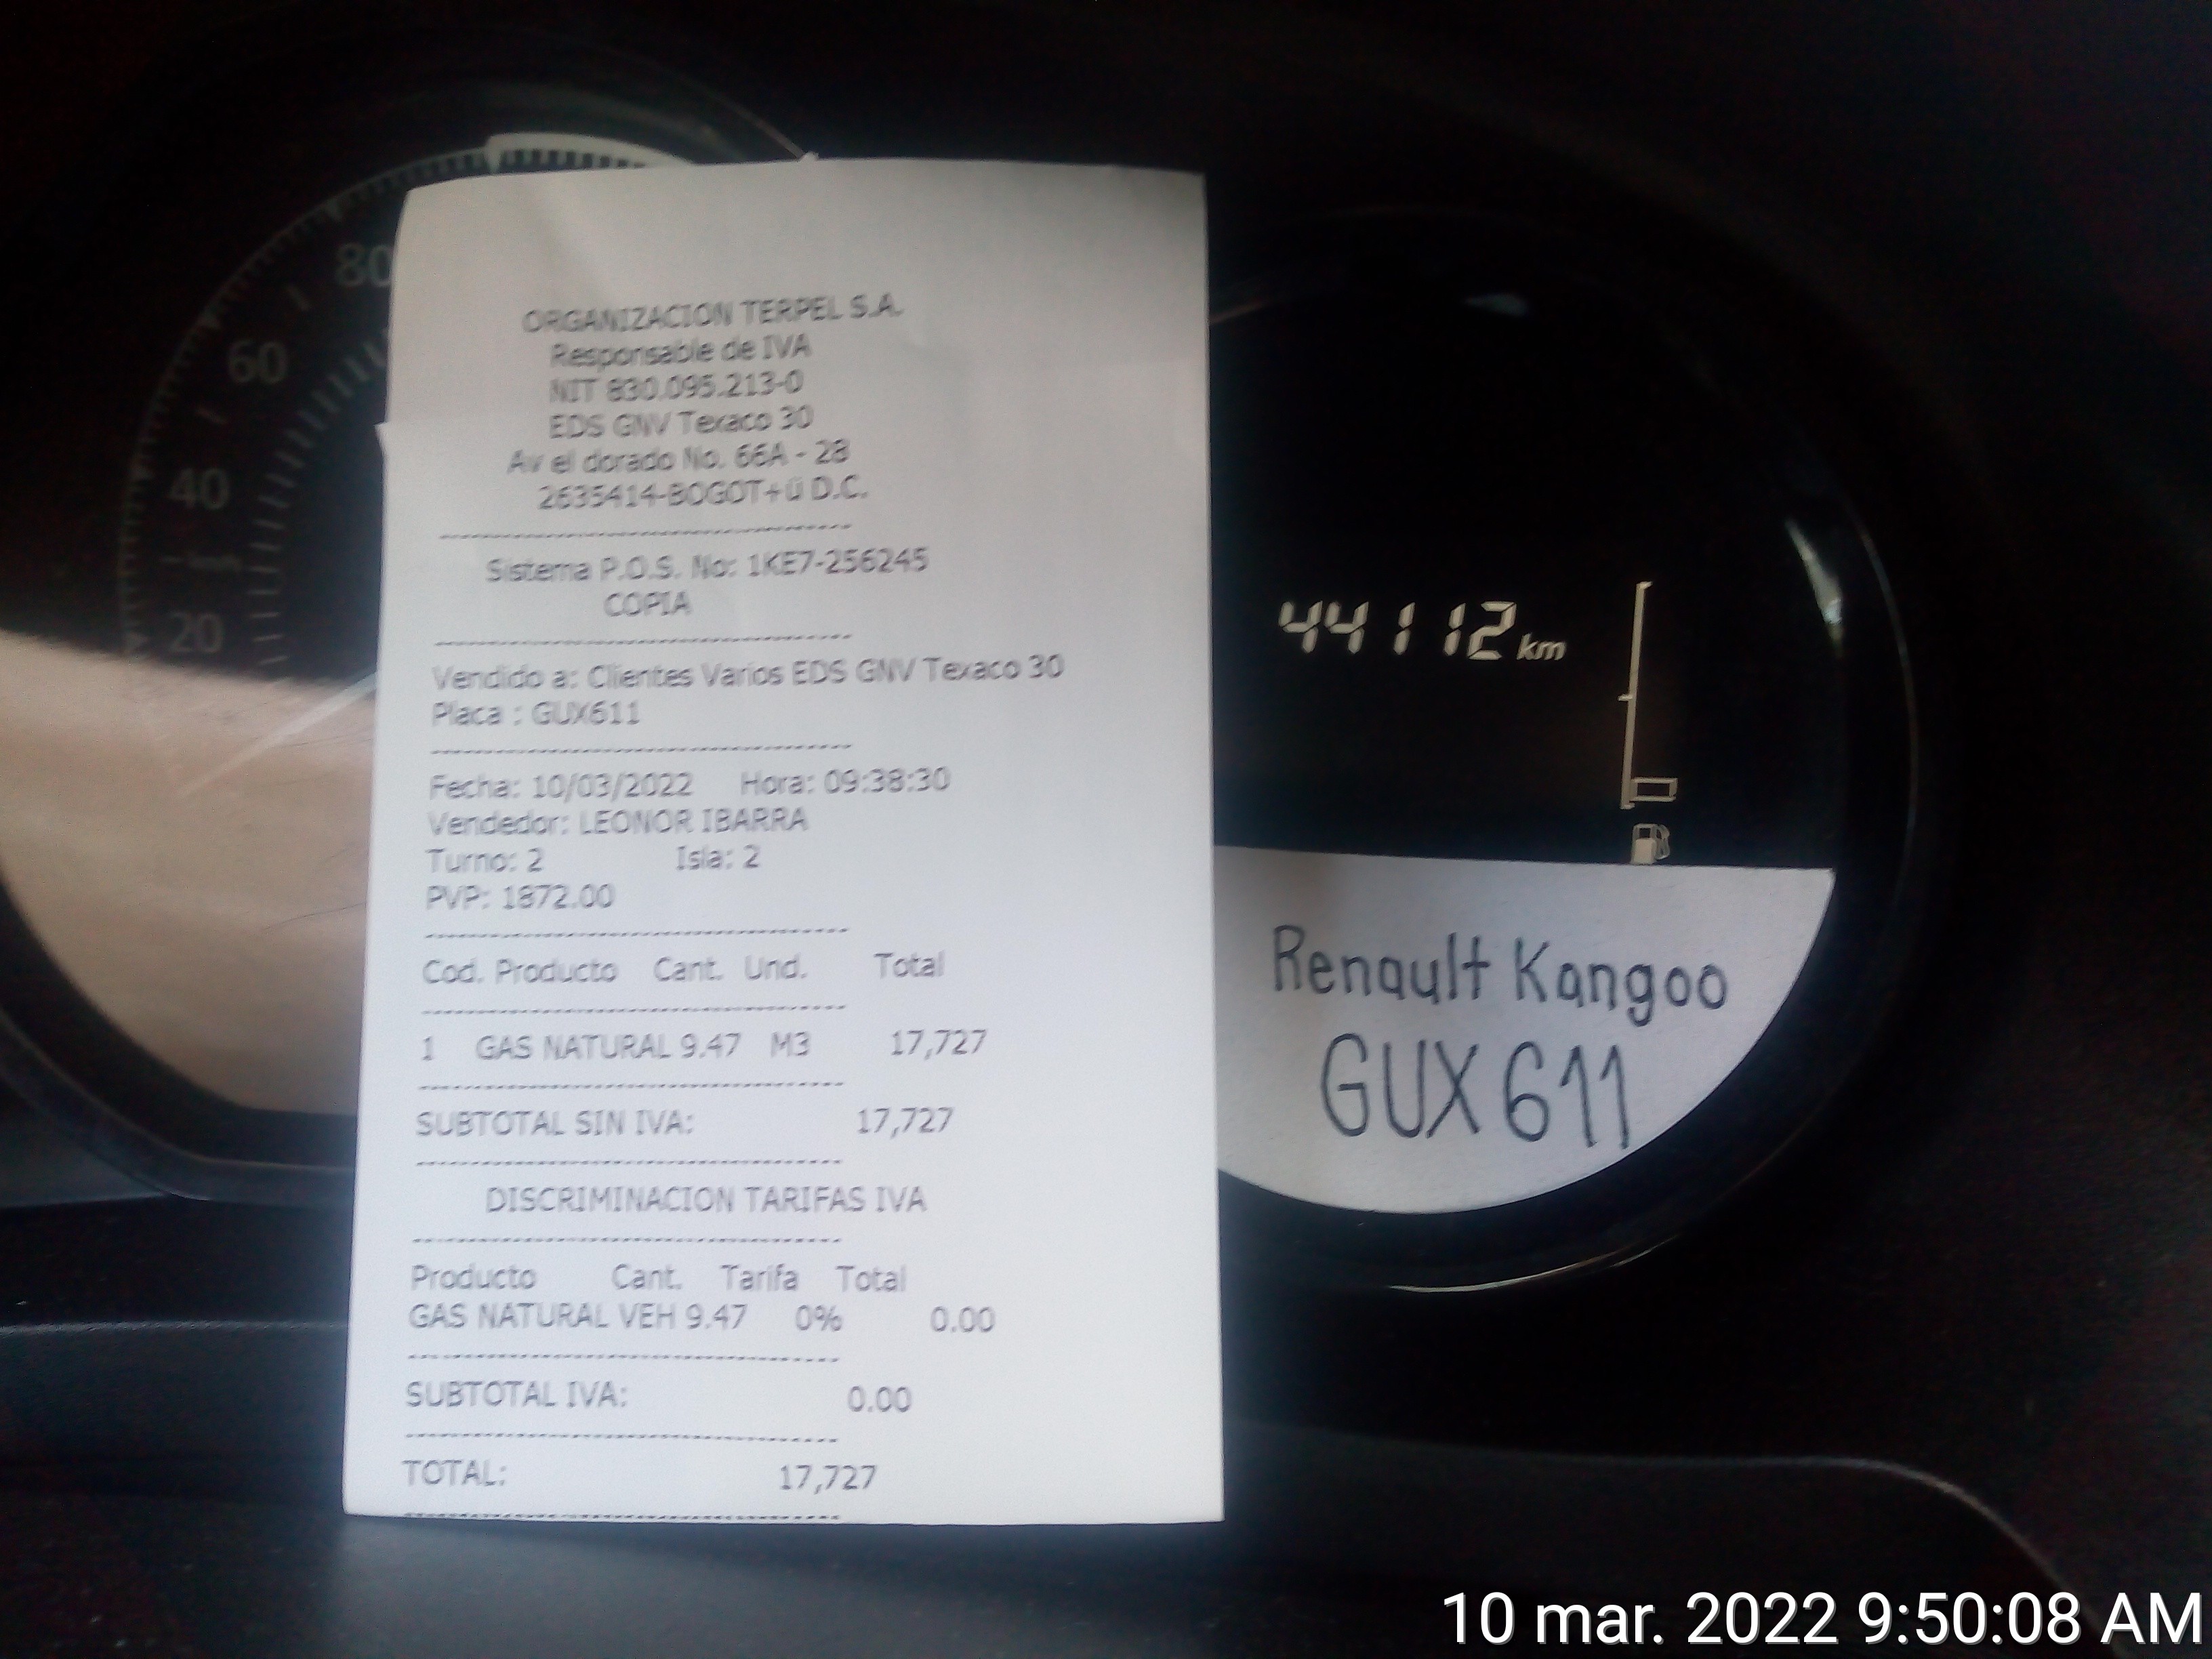 ORGANIZACION TERPEL S.A.
Responsable de IVA
NIT 830.095.213-0
EDS GNV Texaco 30
Av el dorado No. 66A - 28
2635414-BOGOT+ü D.C.
Sistema P.O.S. No: 1KE7-256245
COPIA
Vendido a: Clientes Varios EDS GNV Texaco 30
Placa : GUX611
Fecha: 10/03/2022 Hora: 09:38:30
Vendedor: LEONOR IBARRA
Turno: 2 Isla: 2
PVP: 1872.00
Cod. Producto Cant. Und. Total
1 GAS NATURAL 9.47 M3 17,727
SUBTOTAL SIN IVA: 17,727
DISCRIMINACION TARIFAS IVA
Producto Cant. Tarifa Total
GAS NATURAL VEH 9.47 0% 0.00
SUBTOTAL IVA: 0.00
TOTAL: 17,727
80
60
40
20
44112 km
Renault Kangoo
GUX 611
10 mar. 2022 9:50:08 AM